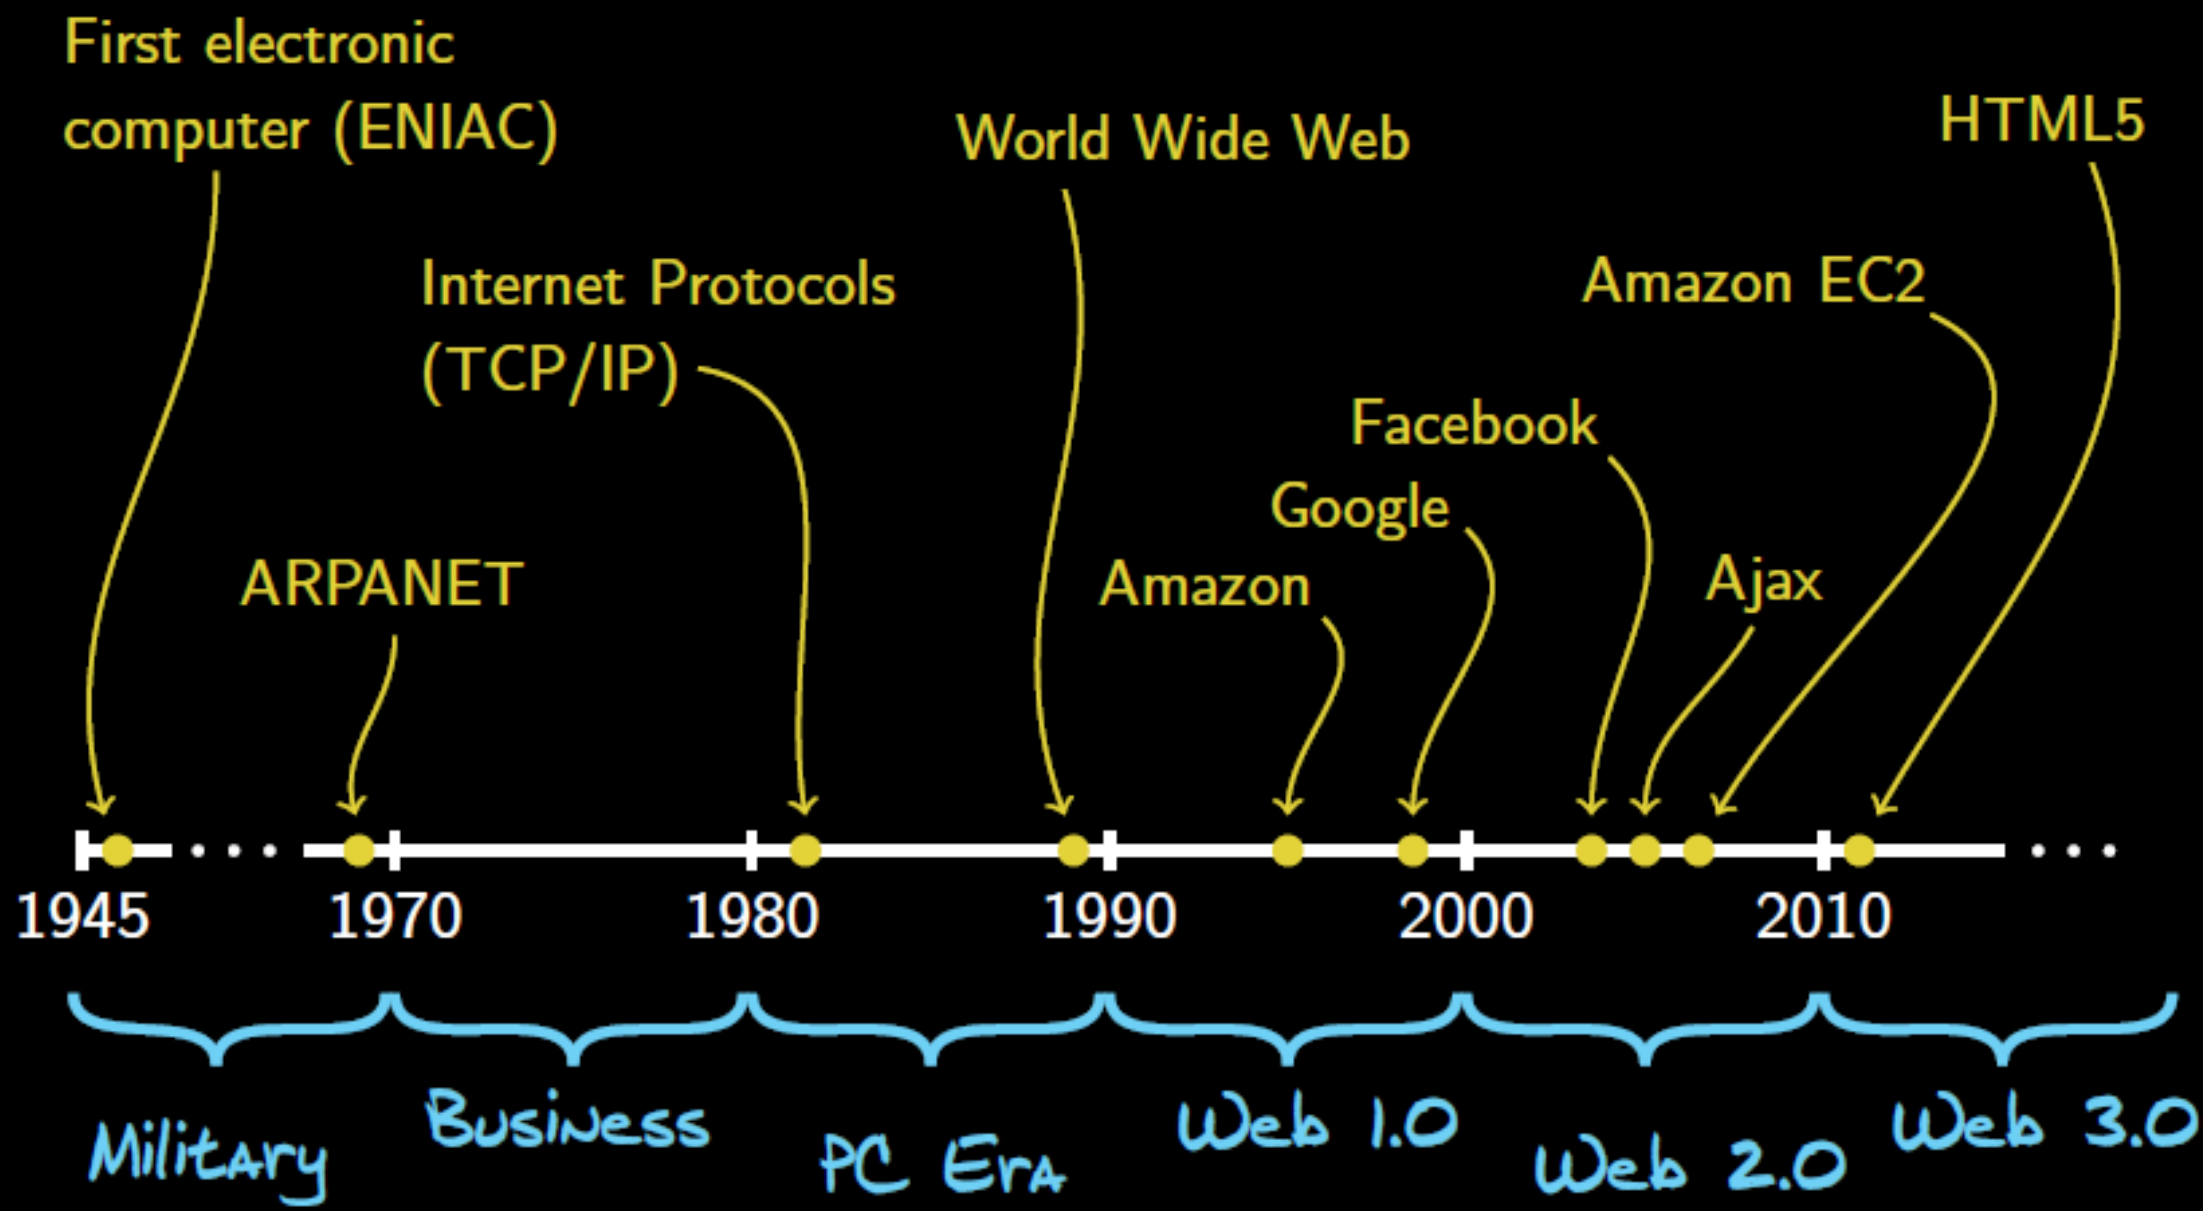 First electronic
computer (ENIAC)
World Wide Web
HTML5
Internet Protocols
(TCP/IP)
Amazon EC2
Facebook
Google
ARPANET
Amazon
Ajax
1945 1970 1980 1990 2000 2010
Military Business PC Era Web 1.0 Web 2.0 Web 3.0